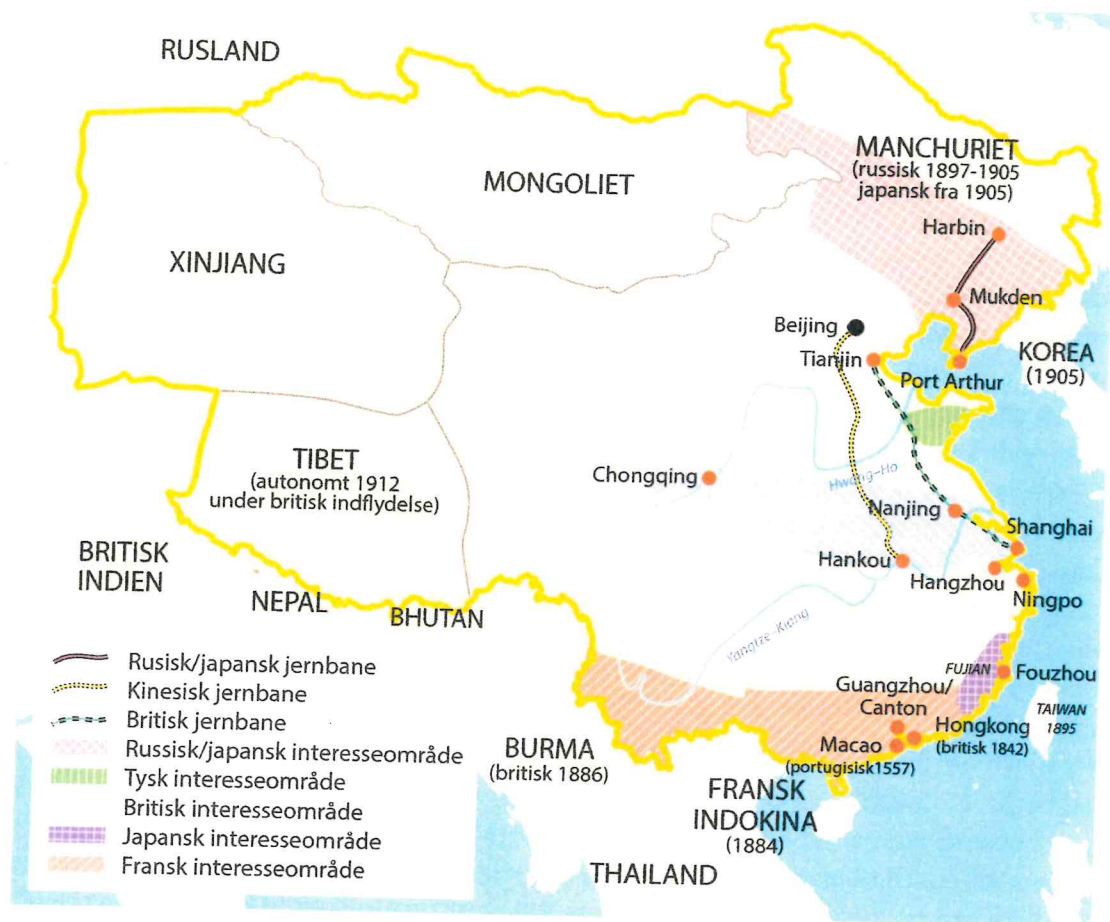 RUSLAND
MANCHURIET
(russisk 1897-1905
japansk fra 1905)
MONGOLIET
Harbin
XINJIANG
Mukden
Beijing
Tianjin
Port Arthur
KOREA
(1905)
TIBET
(autonomt 1912
under britisk indflydelse)
Chongqing
Hwang-Ho
Nanjing
Shanghai
BRITISK
INDIEN
Hankou
Hangzhou
Ningpo
NEPAL
BHUTAN
Yangtze-Kiang
FUJIAN
Fouzhou
Guangzhou/
Canton
TAIWAN
1895
Hongkong
(britisk 1842)
Macao
(portugisisk1557)
BURMA
(britisk 1886)
FRANSK
INDOKINA
(1884)
THAILAND
Rusisk/japansk jernbane
Kinesisk jernbane
Britisk jernbane
Russisk/japansk interesseområde
Tysk interesseområde
Britisk interesseområde
Japansk interesseområde
Fransk interesseområde